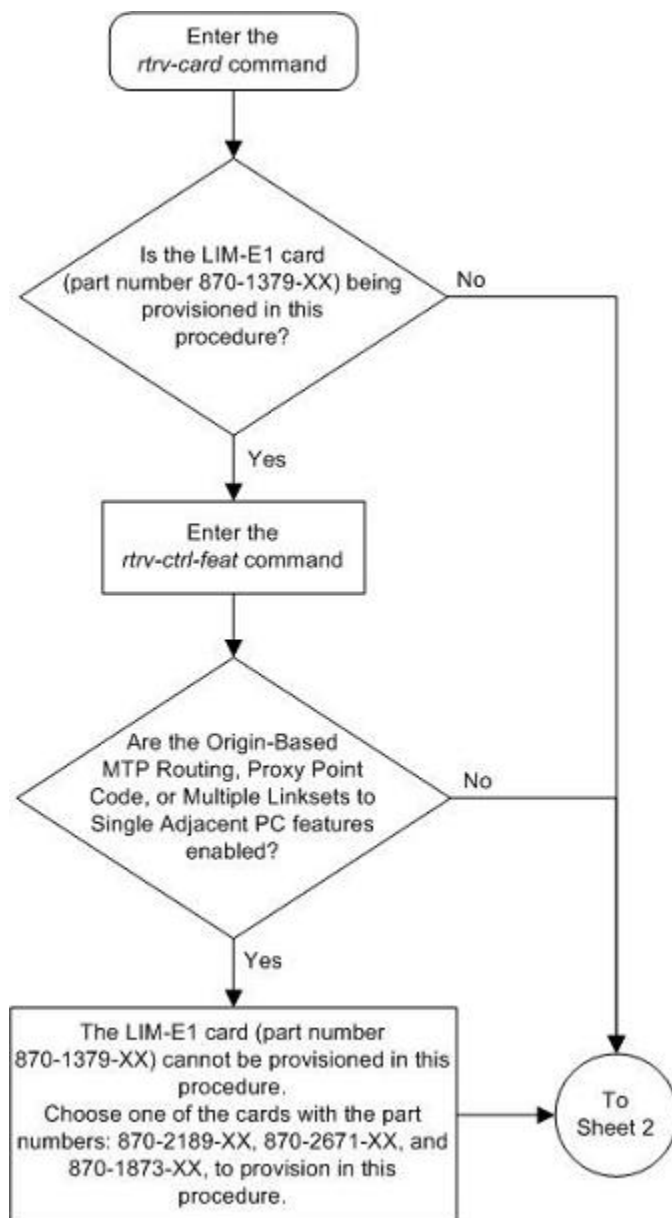 Enter the
rtrv-card command
Is the LIM-E1 card
(part number 870-1379-XX) being
provisioned in this
procedure?
No
Yes
Enter the
rtrv-ctrl-feat command
Are the Origin-Based
MTP Routing, Proxy Point
Code, or Multiple Linksets to
Single Adjacent PC features
enabled?
No
Yes
The LIM-E1 card (part number
870-1379-XX) cannot be provisioned in this
procedure.
Choose one of the cards with the part
numbers: 870-2189-XX, 870-2671-XX, and
870-1873-XX, to provision in this
procedure.
To
Sheet 2